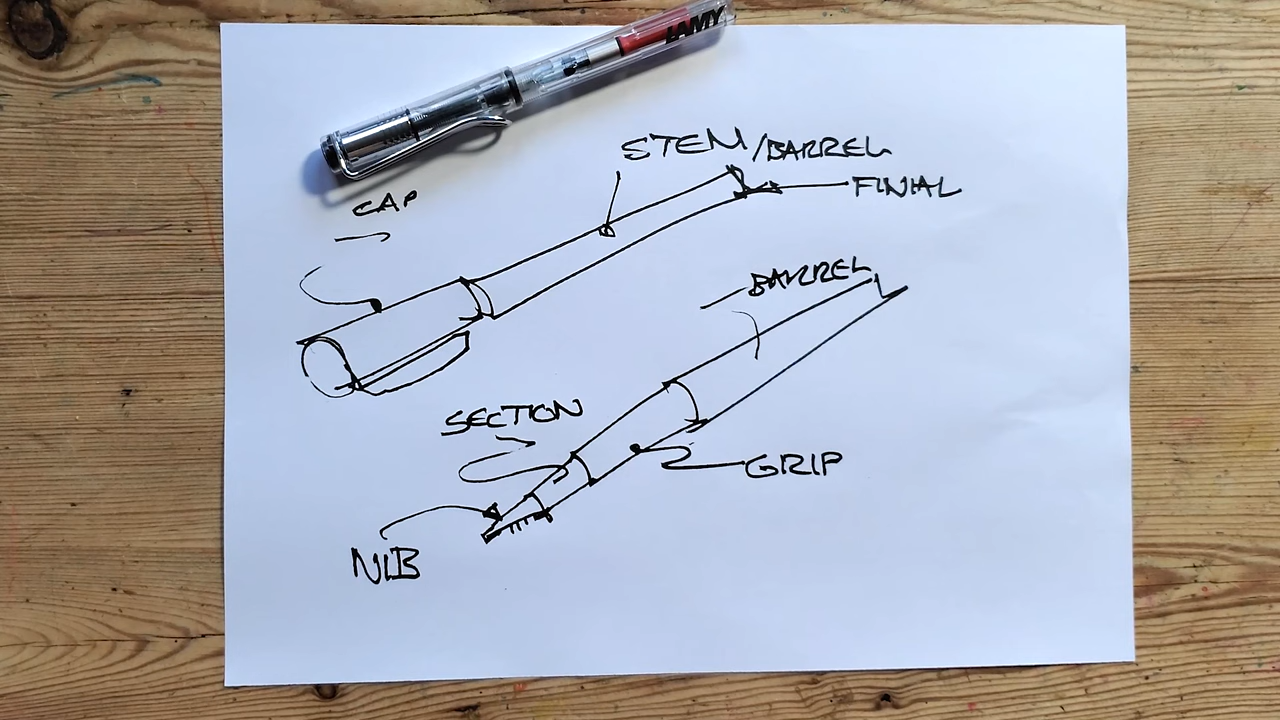 LAMY
STEM/BARREL
FINIAL
CAP
BARREL
SECTION
GRIP
NIB